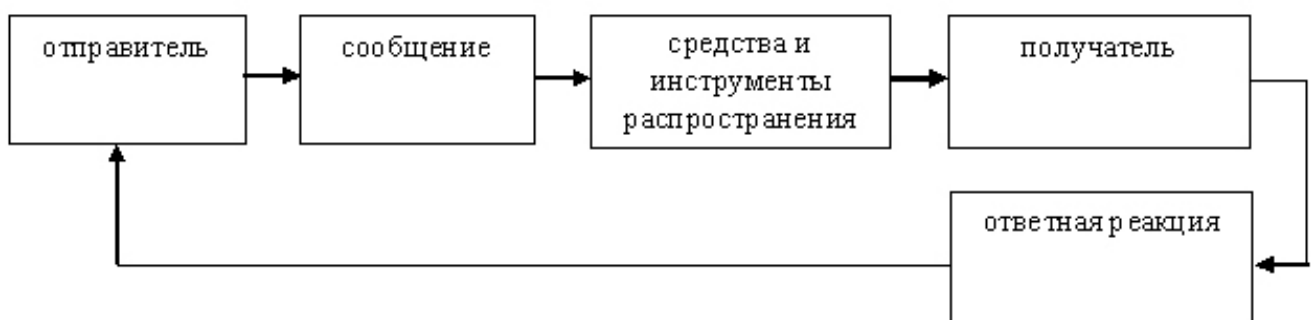 отправитель
сообщение
средства и
инструменты
распространения
получатель
ответная реакция